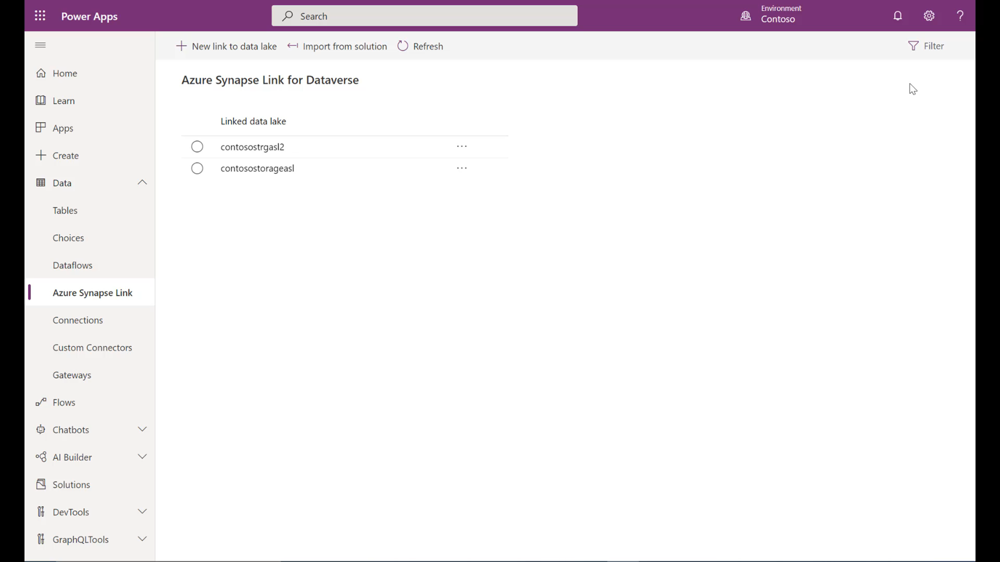 Power Apps
Search
Environment
Contoso
New link to data lake
Import from solution
Refresh
Filter
Home
Learn
Apps
Create
Data
Tables
Choices
Dataflows
Azure Synapse Link
Connections
Custom Connectors
Gateways
Flows
Chatbots
AI Builder
Solutions
DevTools
GraphQLTools
Azure Synapse Link for Dataverse
Linked data lake
contosostrgasl2
contosostorageasl